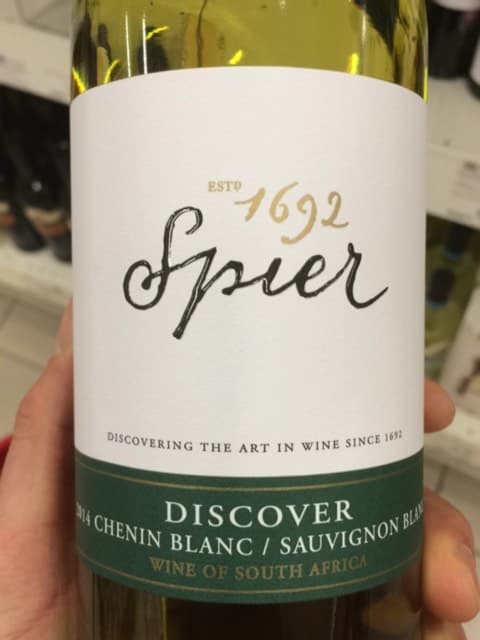 ESTD 1692
Spier
DISCOVERING THE ART IN WINE SINCE 1692
DISCOVER
2014 CHENIN BLANC / SAUVIGNON BLANC
WINE OF SOUTH AFRICA